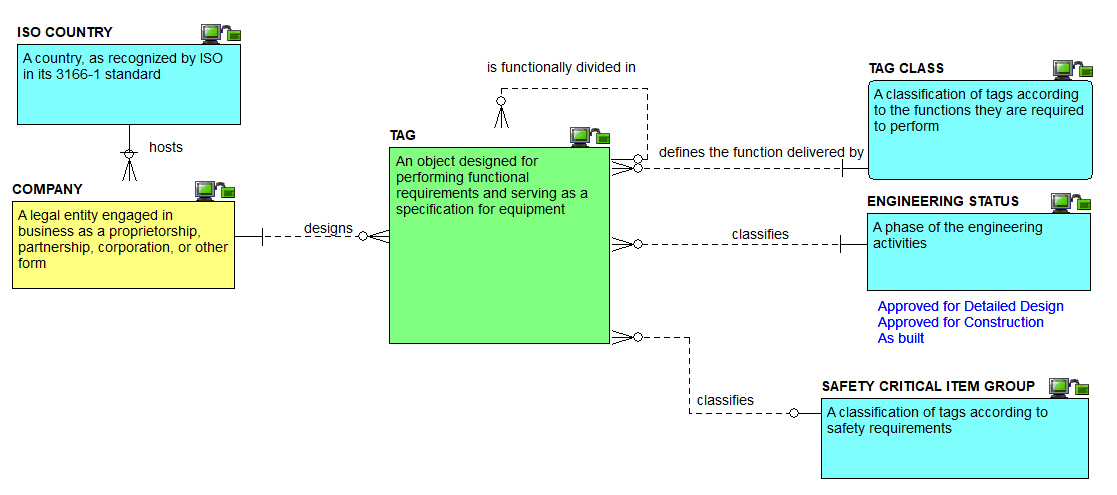 ISO COUNTRY
A country, as recognized by ISO
in its 3166-1 standard
hosts
COMPANY
A legal entity engaged in
business as a proprietorship,
partnership, corporation, or other
form
designs
is functionally divided in
TAG
An object designed for
performing functional
requirements and serving as a
specification for equipment
TAG CLASS
A classification of tags according
to the functions they are required
to perform
defines the function delivered by
ENGINEERING STATUS
A phase of the engineering
activities
classifies
Approved for Detailed Design
Approved for Construction
As built
SAFETY CRITICAL ITEM GROUP
A classification of tags according to
safety requirements
classifies